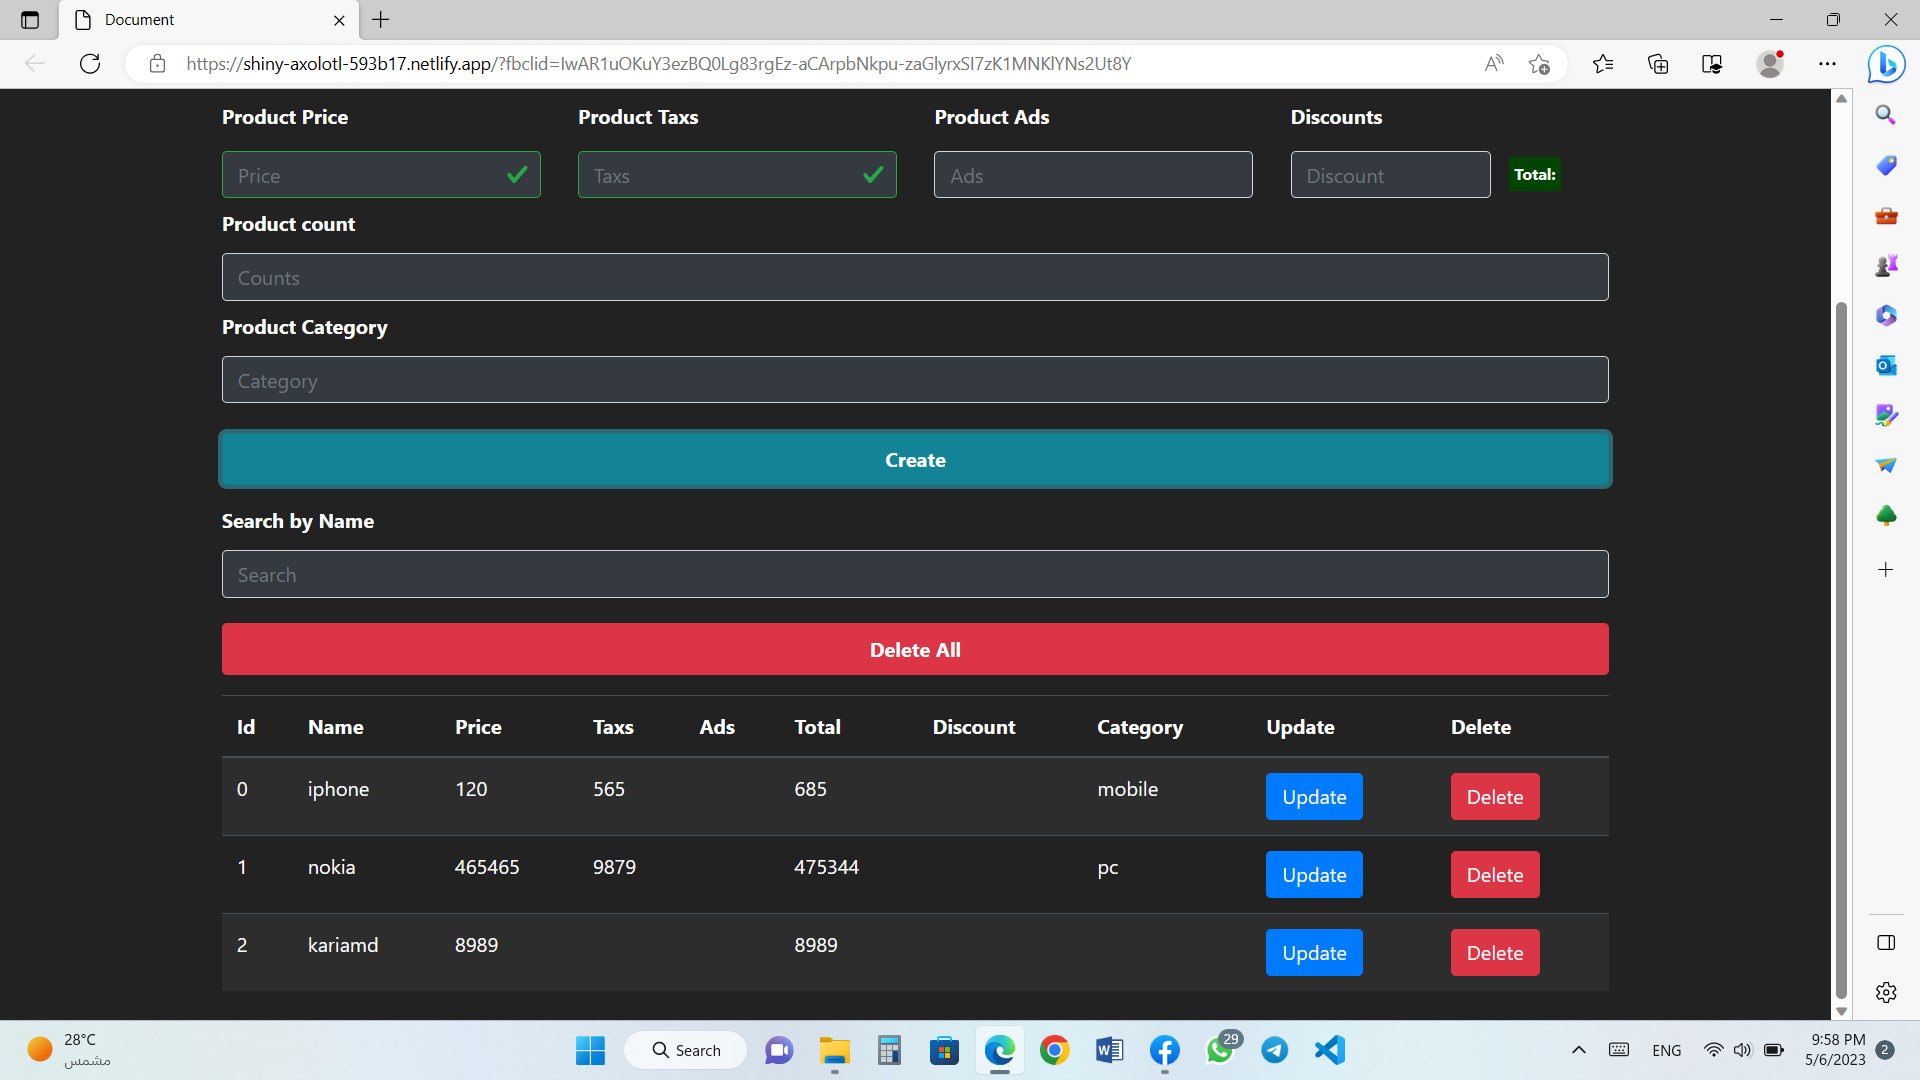 Document
https://shiny-axolotl-593b17.netlify.app/?fbclid=IwAR1uOKuY3ezBQ0Lg83rgEz-aCArpbNkpu-zaGlyrxSI7zK1MNKlYNs2Ut8Y
Product Price Product Taxs Product Ads Discounts
Price Taxs Ads Discount Total:
Product count
Counts
Product Category
Category
Create
Search by Name
Search
Delete All
Id Name Price Taxs Ads Total Discount Category Update Delete
0 iphone 120 565 685 mobile Update Delete
1 nokia 465465 9879 475344 pc Update Delete
2 kariamd 8989 8989 Update Delete
28°C
مشمس
Search
29
ENG
9:58 PM
5/6/2023
2